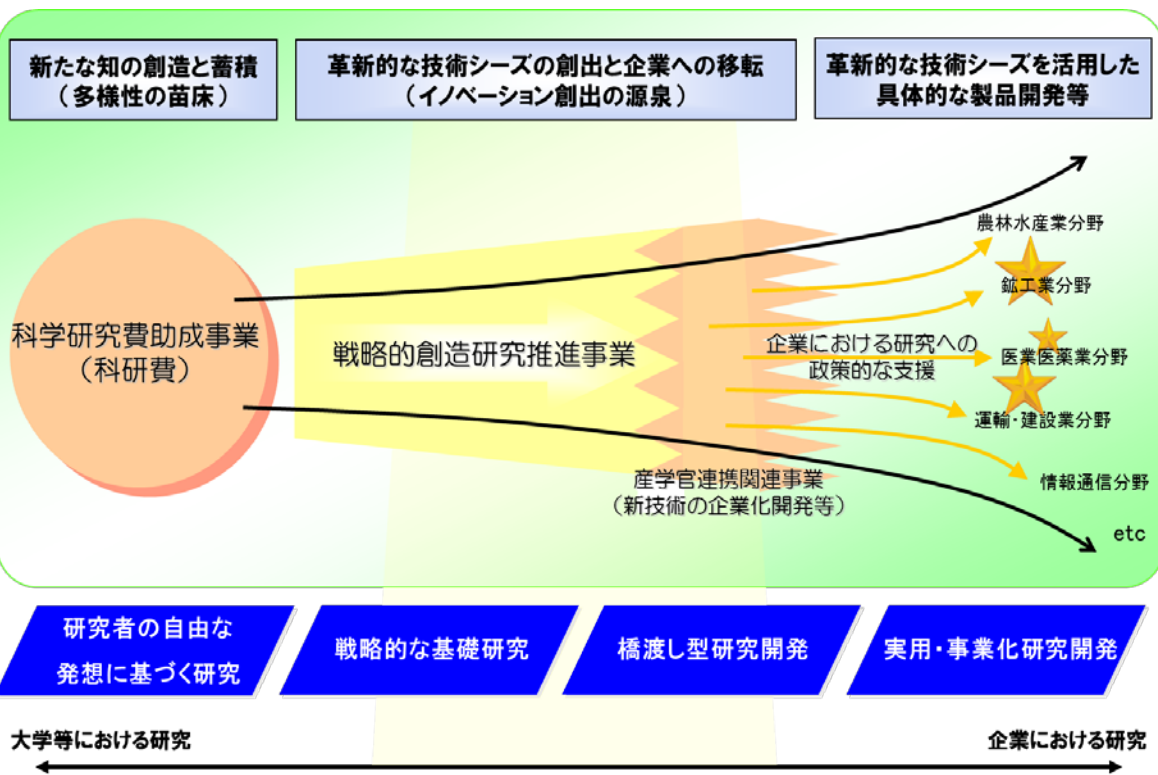 新たな知の創造と蓄積
（多様性の苗床）
革新的な技術シーズの創出と企業への移転
（イノベーション創出の源泉）
革新的な技術シーズを活用した
具体的な製品開発等
科学研究費助成事業
（科研費）
戦略的創造研究推進事業
農林水産業分野
鉱工業分野
企業における研究への
政策的な支援
医業医薬業分野
運輸・建設業分野
産学官連携関連事業
（新技術の企業化開発等）
情報通信分野
etc
研究者の自由な
発想に基づく研究
戦略的な基礎研究
橋渡し型研究開発
実用・事業化研究開発
大学等における研究
企業における研究